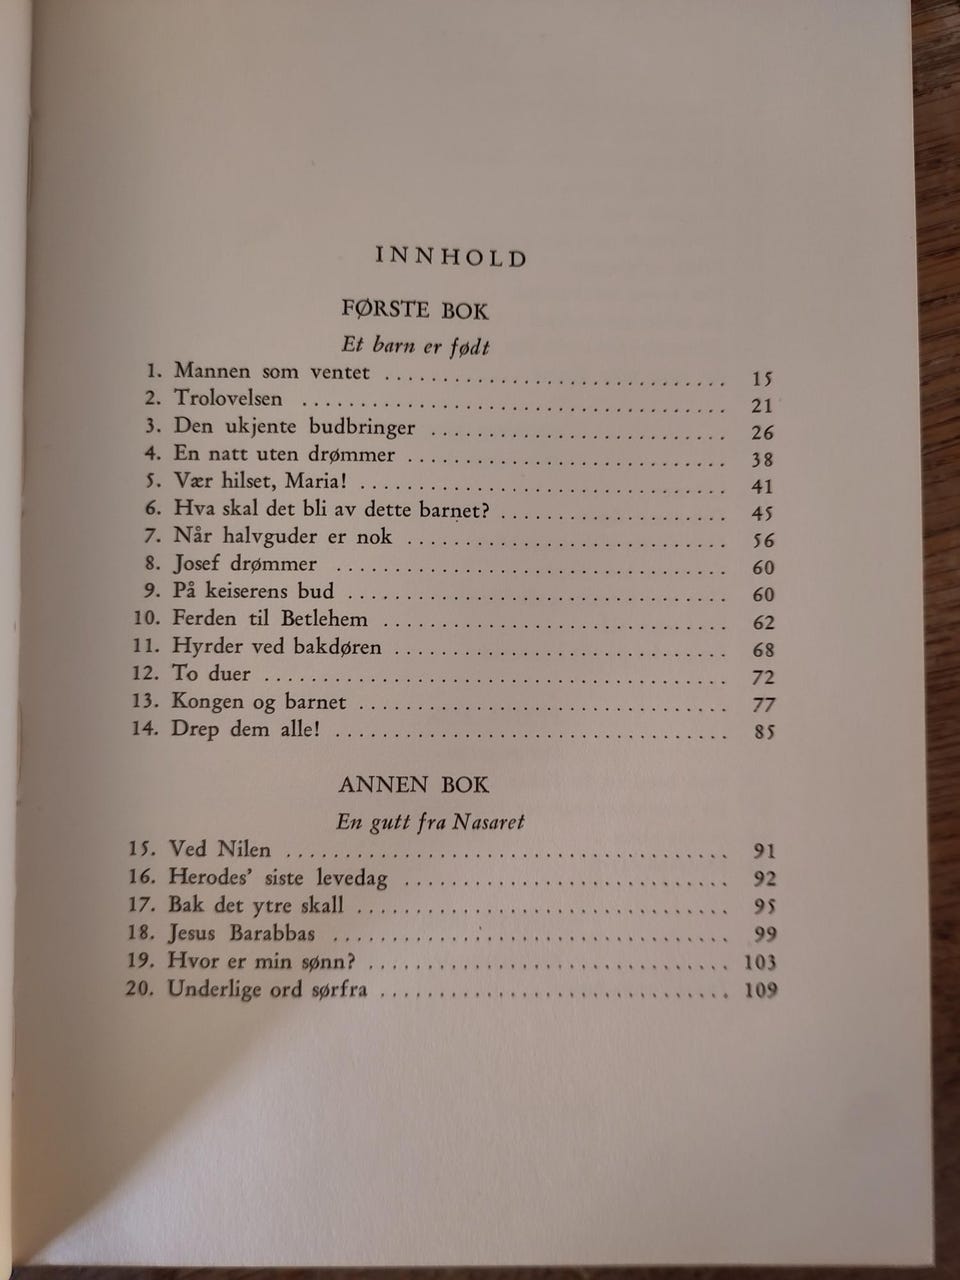 INNHOLD
FØRSTE BOK
Et barn er født
1. Mannen som ventet .............................. 15
2. Trolovelsen .................................... 21
3. Den ukjente budbringer ......................... 26
4. En natt uten drømmer ........................... 38
5. Vær hilset, Maria! ............................... 41
6. Hva skal det bli av dette barnet? .................... 45
7. Når halvguder er nok ........................... 56
8. Josef drømmer .................................. 60
9. På keiserens bud ................................. 60
10. Ferden til Betlehem .............................. 62
11. Hyrder ved bakdøren ............................. 68
12. To duer ........................................ 72
13. Kongen og barnet ................................ 77
14. Drep dem alle! .................................. 85
ANNEN BOK
En gutt fra Nasaret
15. Ved Nilen ...................................... 91
16. Herodes’ siste levedag ............................ 92
17. Bak det ytre skall ................................ 95
18. Jesus Barabbas .................................. 99
19. Hvor er min sønn? ............................... 103
20. Underlige ord sørfra .............................. 109